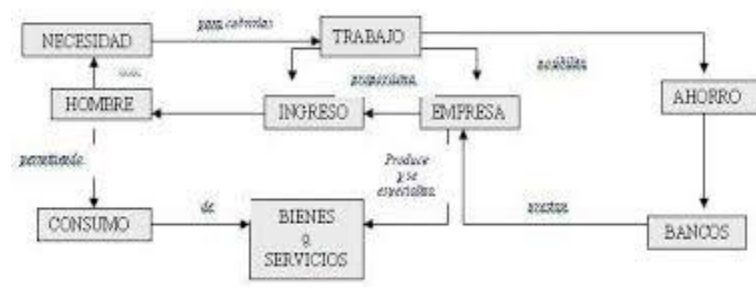 para cubrirlas
NECESIDAD
TRABAJO
posibilita
proporciona
HOMBRE
INGRESO
EMPRESA
AHORRO
permitiendo
Produce
y se
especializa
CONSUMO
de
BIENES
y
SERVICIOS
prestan
BANCOS